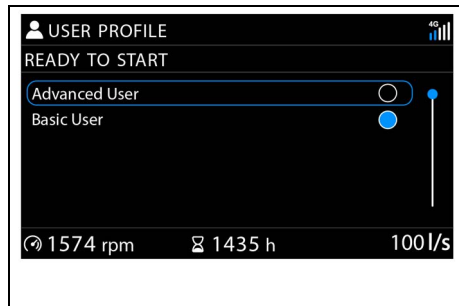 USER PROFILE
4G
READY TO START
Advanced User
Basic User
1574 rpm
1435 h
100 l/s